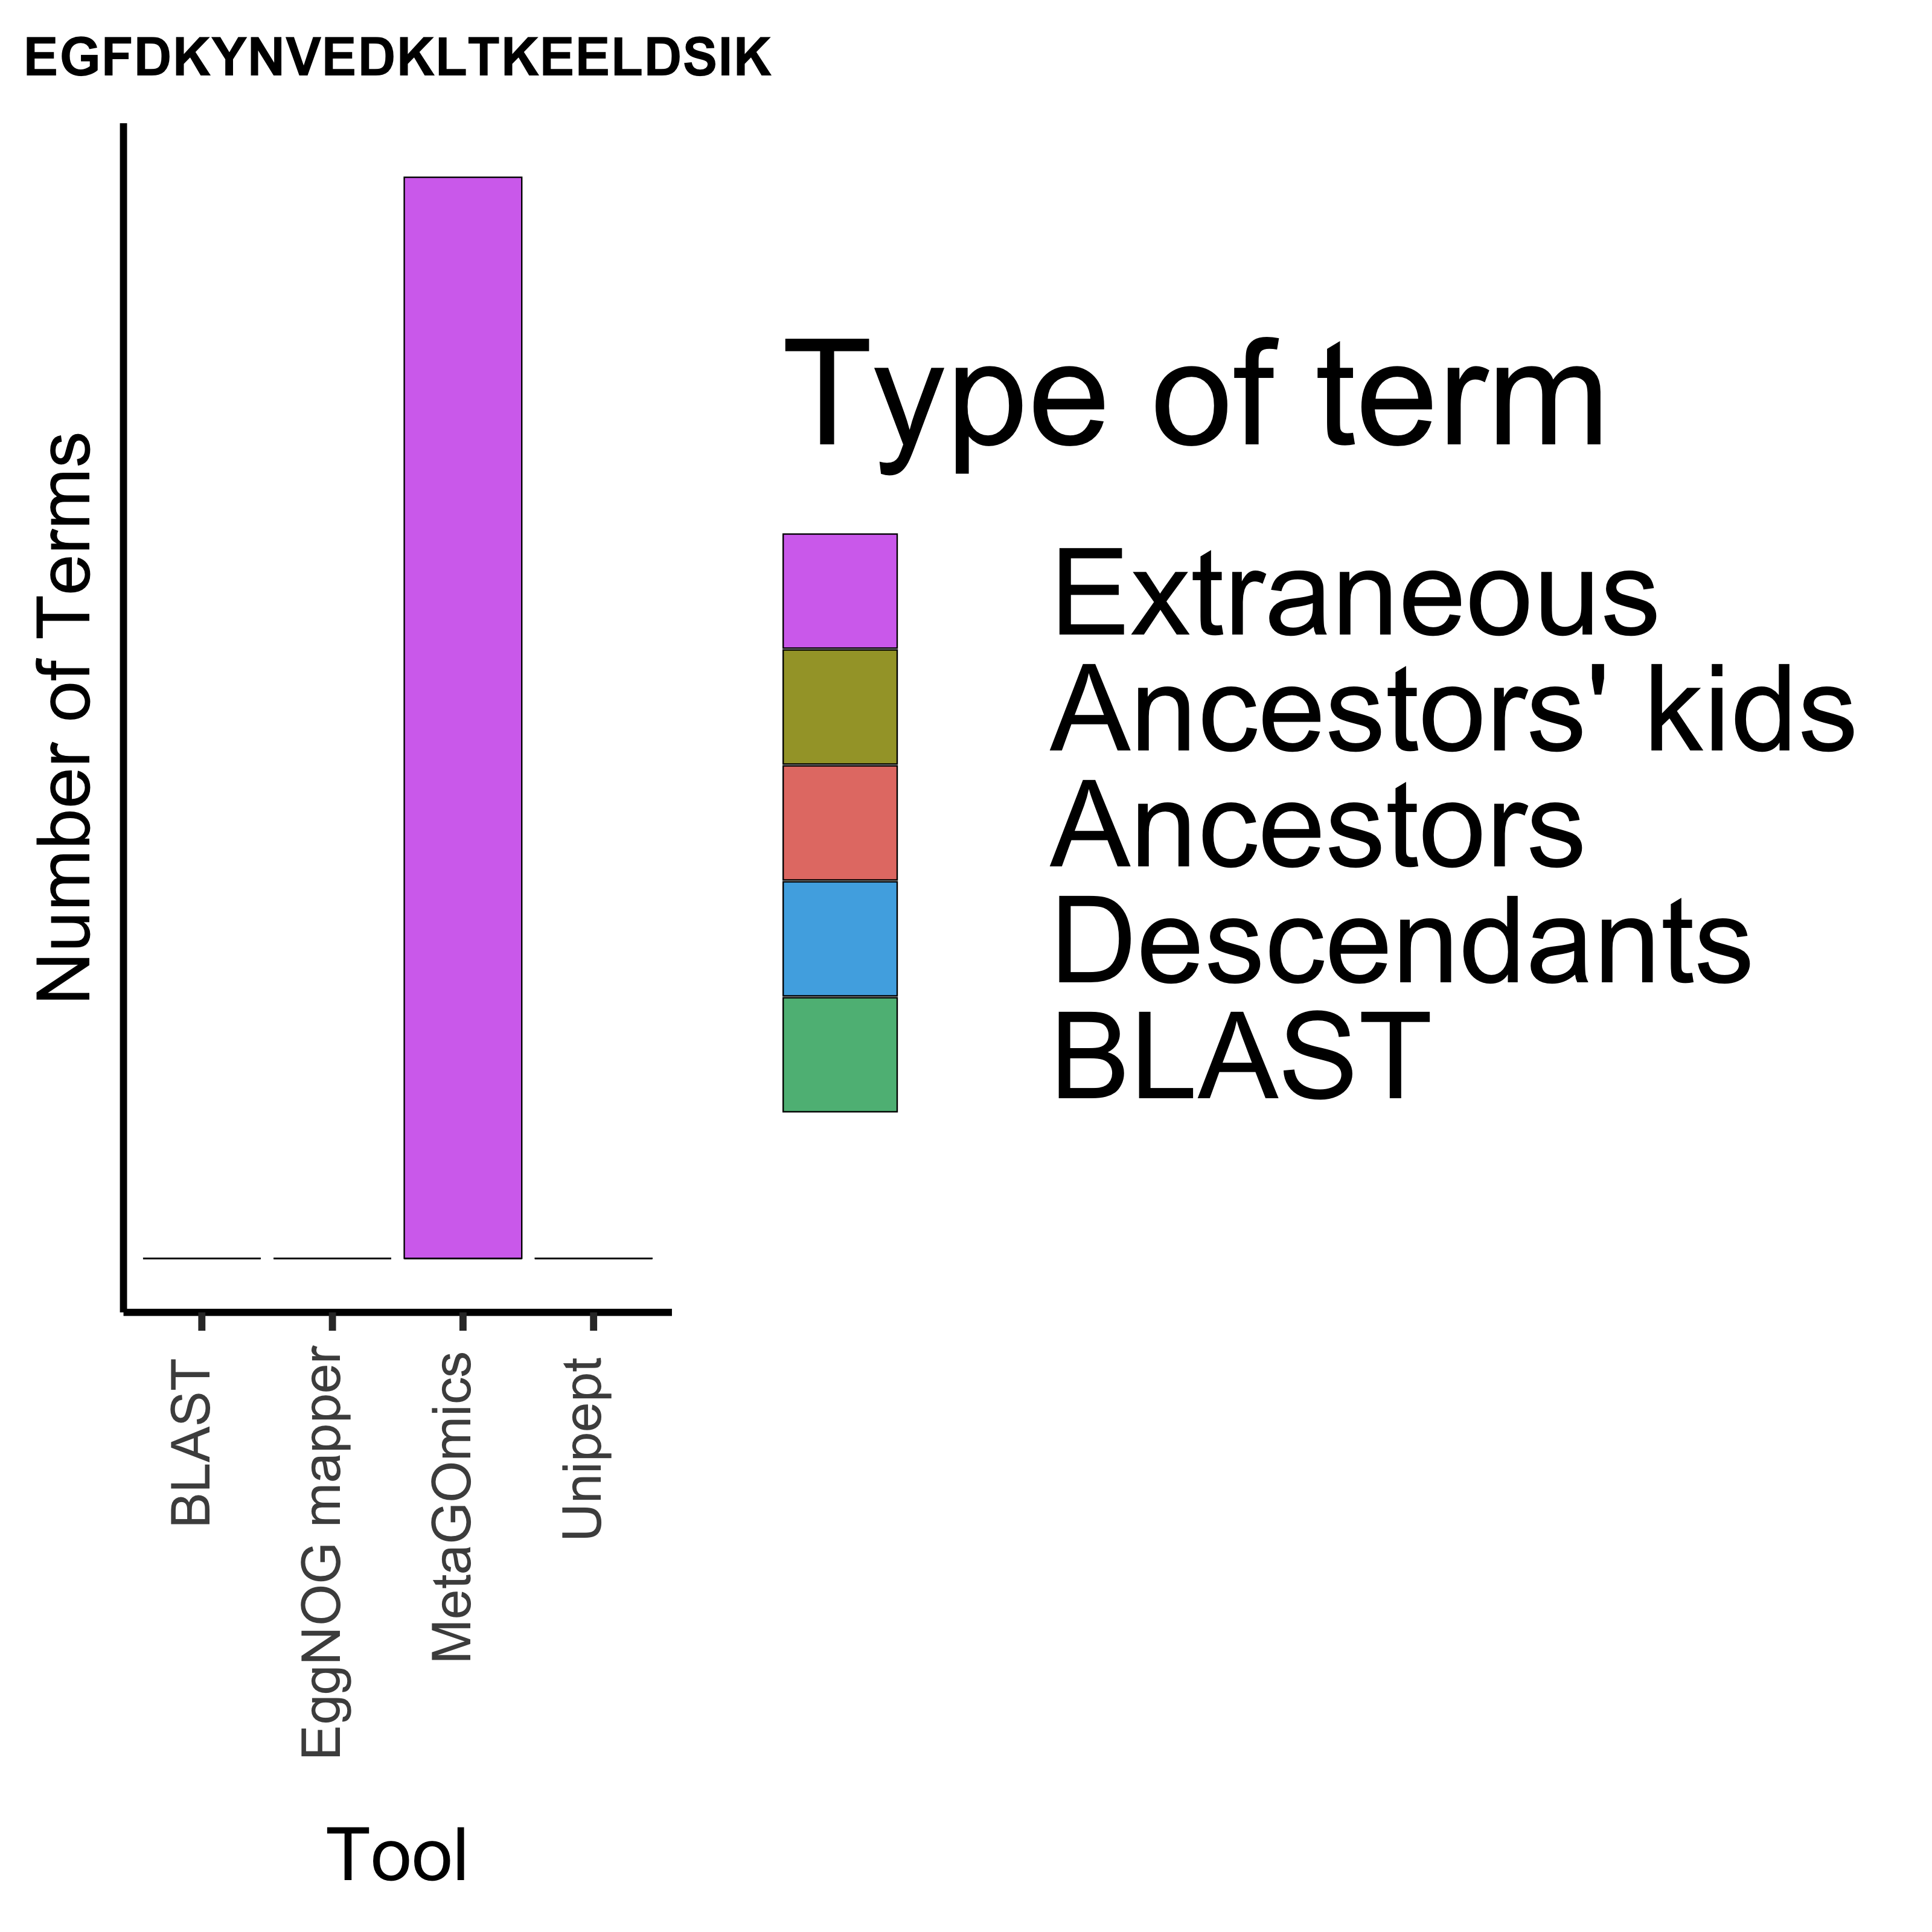 EGFDKYNVEDKLTKEELDSIK
Number of Terms
Type of term
Extraneous
Ancestors' kids
Ancestors
Descendants
BLAST
BLAST
EggNOG mapper
MetaGOmics
Unipept
Tool